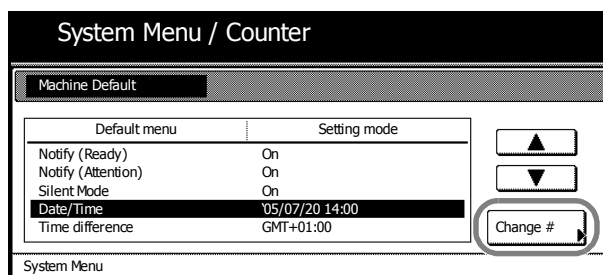 System Menu / Counter
Machine Default
Default menu Setting mode
Notify (Ready) On
Notify (Attention) On
Silent Mode On
Date/Time '05/07/20 14:00
Time difference GMT+01:00
Change #
System Menu